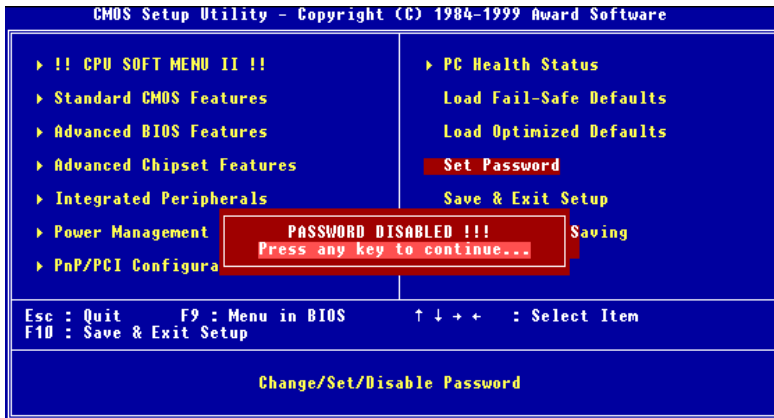 CMOS Setup Utility - Copyright (C) 1984-1999 Award Software
!! CPU SOFT MENU II !!
Standard CMOS Features
Advanced BIOS Features
Advanced Chipset Features
Integrated Peripherals
Power Management
PnP/PCI Configura
PC Health Status
Load Fail-Safe Defaults
Load Optimized Defaults
Set Password
Save & Exit Setup
Saving
PASSWORD DISABLED !!!
Press any key to continue...
Esc : Quit F9 : Menu in BIOS ↑ ↓ → ← : Select Item
F10 : Save & Exit Setup
Change/Set/Disable Password